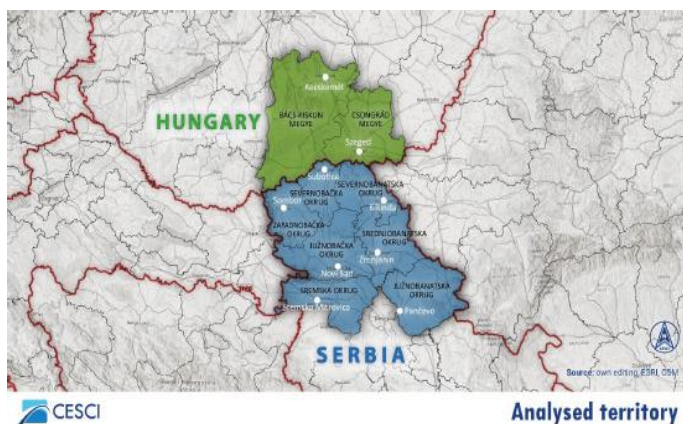 Kecskemét
HUNGARY
BÁCS-KISKUN
MEGYE
CSONGRÁD
MEGYE
Szeged
Subotica
SEVERNOBAČKA
OKRUG
SEVERNOBANATSKA
OKRUG
Sombor
Kikinda
ZAPADNOBAČKA
OKRUG
SREDNJOBANATSKA
OKRUG
JUŽNOBAČKA
OKRUG
Zrenjanin
Novi Sad
JUŽNOBANATSKA
OKRUG
SREMSKA OKRUG
Sremska Mitrovica
Pančevo
SERBIA
Source: own editing, ESRI, OSM
CESCI
Analysed territory